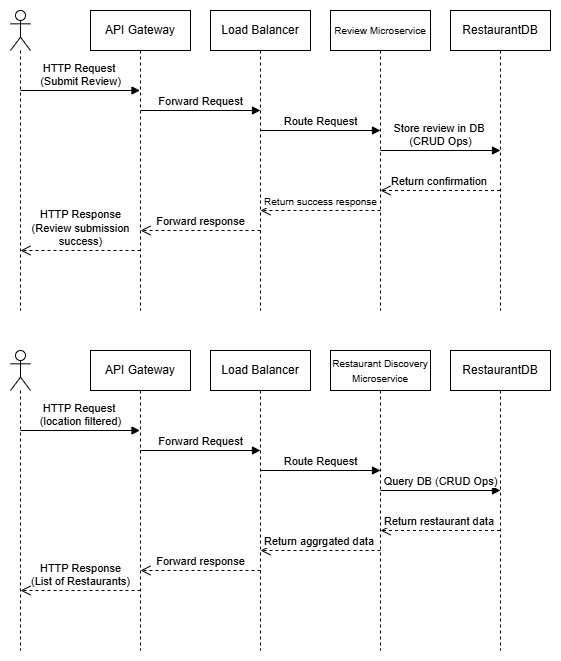 API Gateway
Load Balancer
Review Microservice
RestaurantDB
HTTP Request
(Submit Review)
Forward Request
Route Request
Store review in DB
(CRUD Ops)
Return confirmation
Return success response
HTTP Response
(Review submission
success)
Forward response
API Gateway
Load Balancer
Restaurant Discovery
Microservice
RestaurantDB
HTTP Request
(location filtered)
Forward Request
Route Request
Query DB (CRUD Ops)
Return restaurant data
Return aggrgated data
Forward response
HTTP Response
(List of Restaurants)